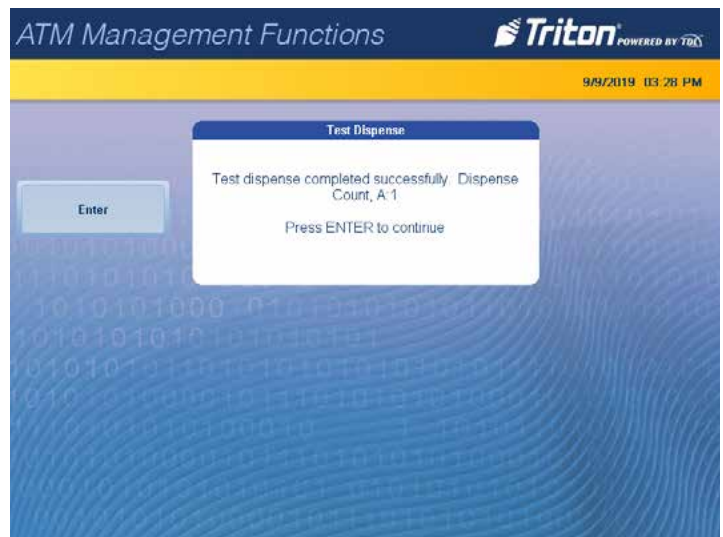 ATM Management Functions
Triton POWERED BY TDL
9/9/2019 03:28 PM
Test Dispense
Test dispense completed successfully. Dispense
Count, A:1
Press ENTER to continue
Enter